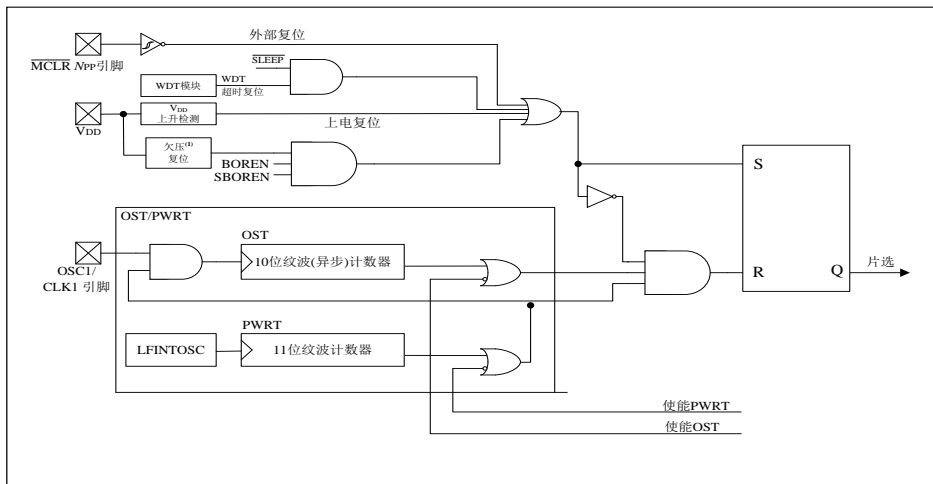 外部复位
MCLR NPP引脚
SLEEP
WDT模块
WDT
超时复位
VDD
VDD
上升检测
上电复位
欠压(1)
复位
BOREN
SBOREN
S
OST/PWRT
OST
OSC1/
CLK1 引脚
10位纹波(异步)计数器
R
Q
片选
PWRT
LFINTOSC
11位纹波计数器
使能PWRT
使能OST